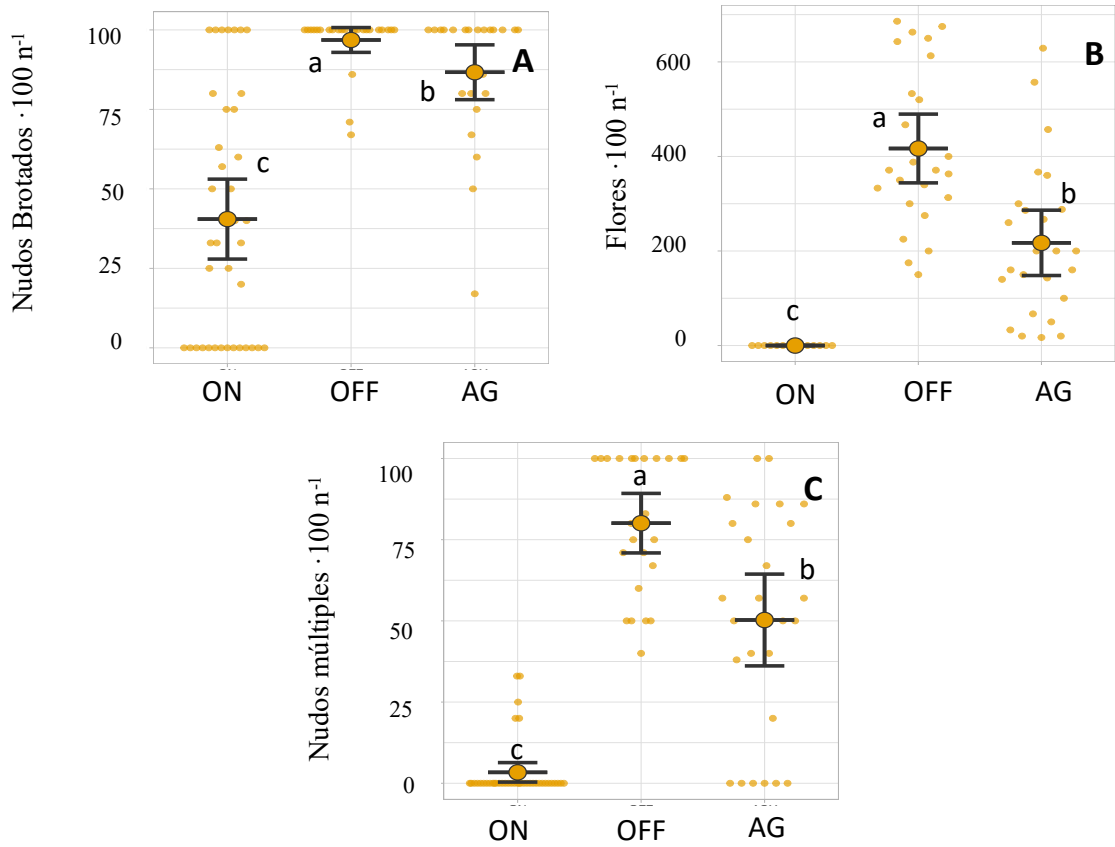 Nudos Brotados · 100 n⁻¹
100
75
50
25
0
A
a
b
c
ON
OFF
AG
Flores · 100 n⁻¹
600
400
200
0
B
a
b
c
ON
OFF
AG
Nudos múltiples · 100 n⁻¹
100
75
50
25
0
C
a
b
c
ON
OFF
AG